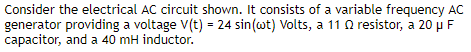 Consider the electrical AC circuit shown. It consists of a variable frequency AC
generator providing a voltage V(t) = 24 sin(ωt) Volts, a 11 Ω resistor, a 20 μ F
capacitor, and a 40 mH inductor.